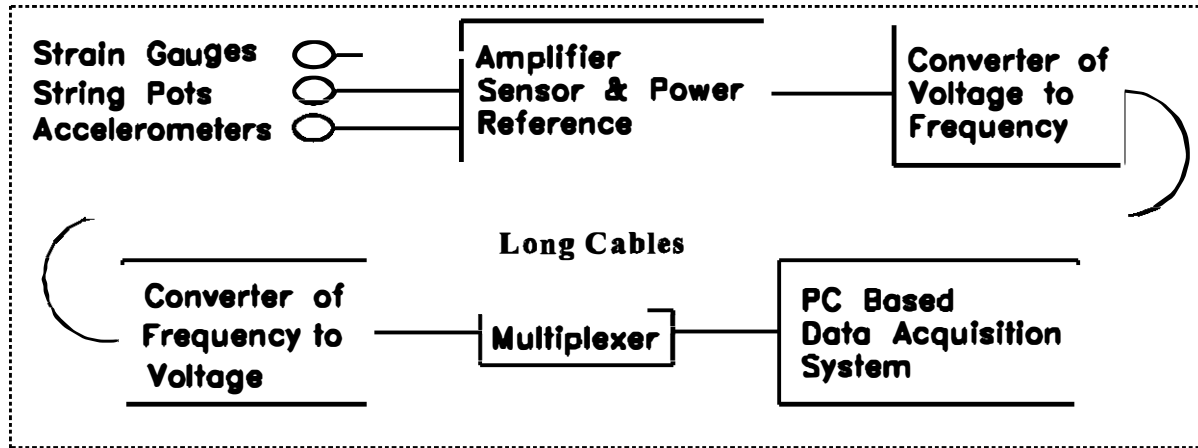 Strain Gauges
String Pots
Accelerometers
Amplifier
Sensor & Power
Reference
Converter of
Voltage to
Frequency
Long Cables
Converter of
Frequency to
Voltage
Multiplexer
PC Based
Data Acquisition
System